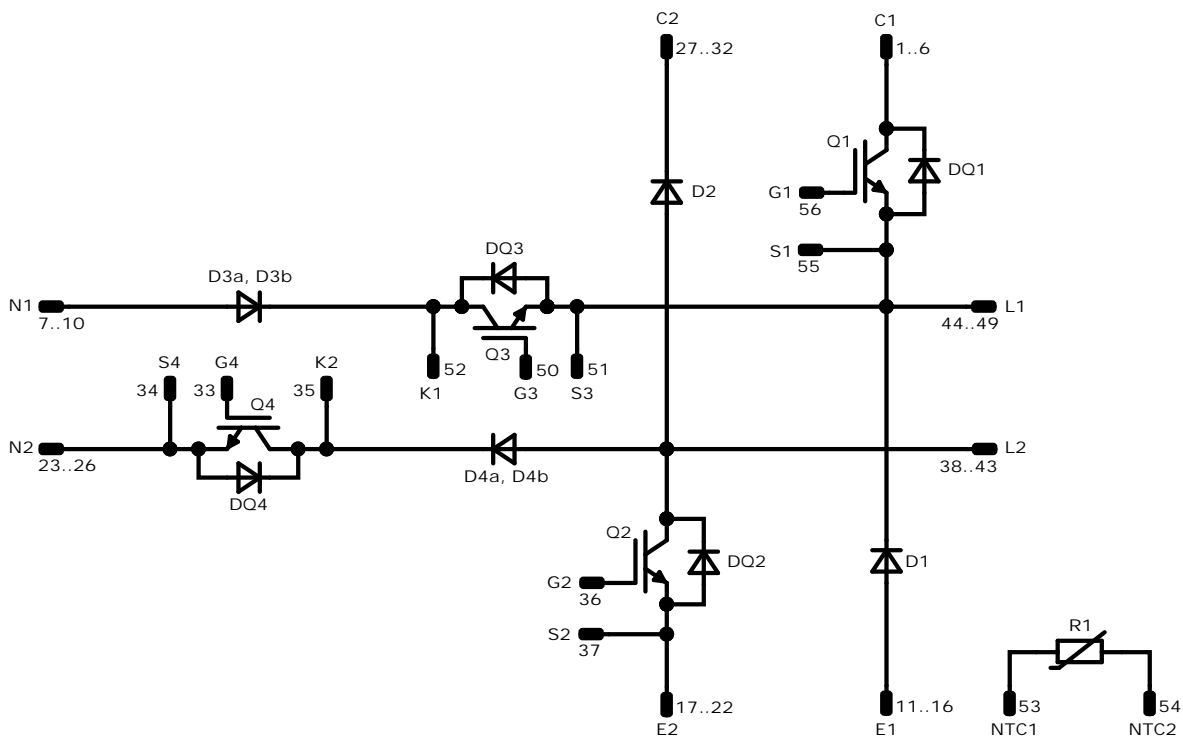 C2
C1
27..32
1..6
Q1
DQ1
D2
G1
56
S1
55
DQ3
D3a, D3b
N1
7..10
L1
44..49
Q3
52
50
51
K1
G3
S3
S4
G4
K2
34
33
35
Q4
N2
23..26
L2
38..43
DQ4
D4a, D4b
Q2
DQ2
D1
G2
36
S2
37
R1
17..22
11..16
53
54
E2
E1
NTC1
NTC2